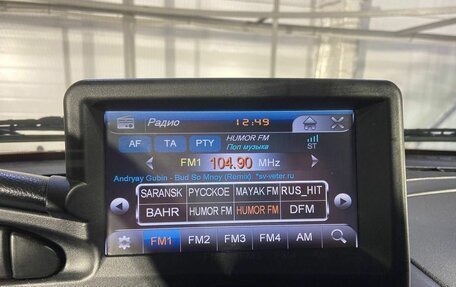 Радио 12:49
AF TA PTY HUMOR FM ST
Поп музыка
FM1 104.90 MHz
Andryay Gubin - Bud So Mnoy (Remix) *sv-veter.ru*
SARANSK РУССКОЕ MAYAK FM RUS_HIT
BAHR HUMOR FM HUMOR FM DFM
FM1 FM2 FM3 FM4 AM